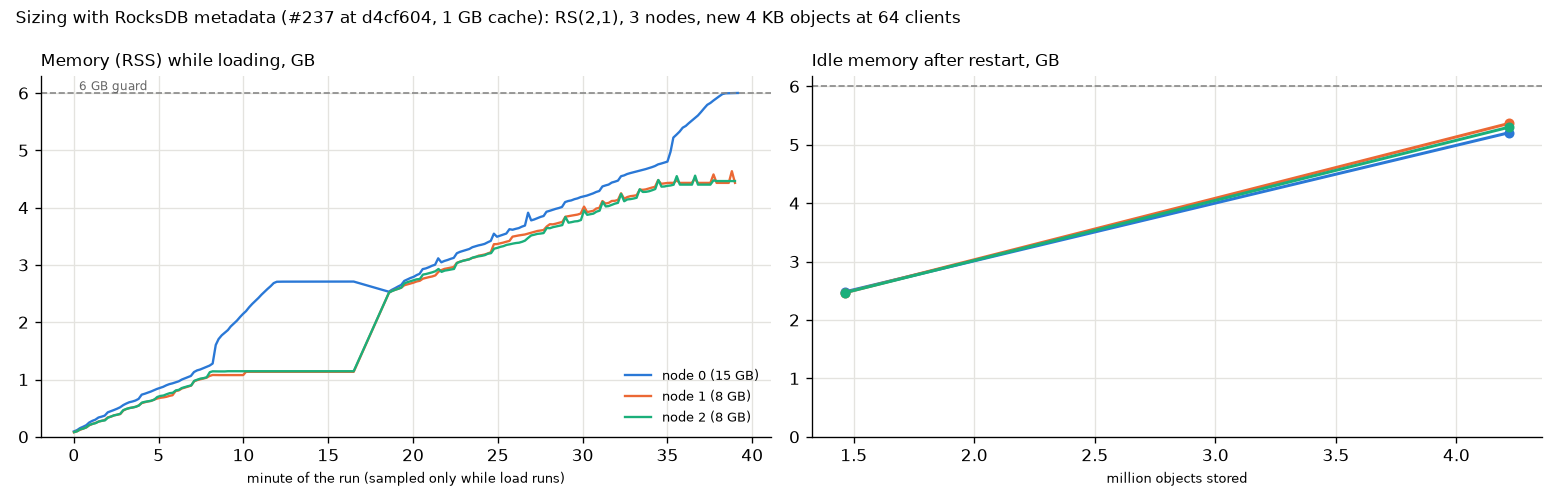 Sizing with RocksDB metadata (#237 at d4cf604, 1 GB cache): RS(2,1), 3 nodes, new 4 KB objects at 64 clients
Memory (RSS) while loading, GB
6 GB guard
6
5
4
3
2
1
0
node 0 (15 GB)
node 1 (8 GB)
node 2 (8 GB)
0 5 10 15 20 25 30 35 40
minute of the run (sampled only while load runs)
Idle memory after restart, GB
6
5
4
3
2
1
0
1.5 2.0 2.5 3.0 3.5 4.0
million objects stored